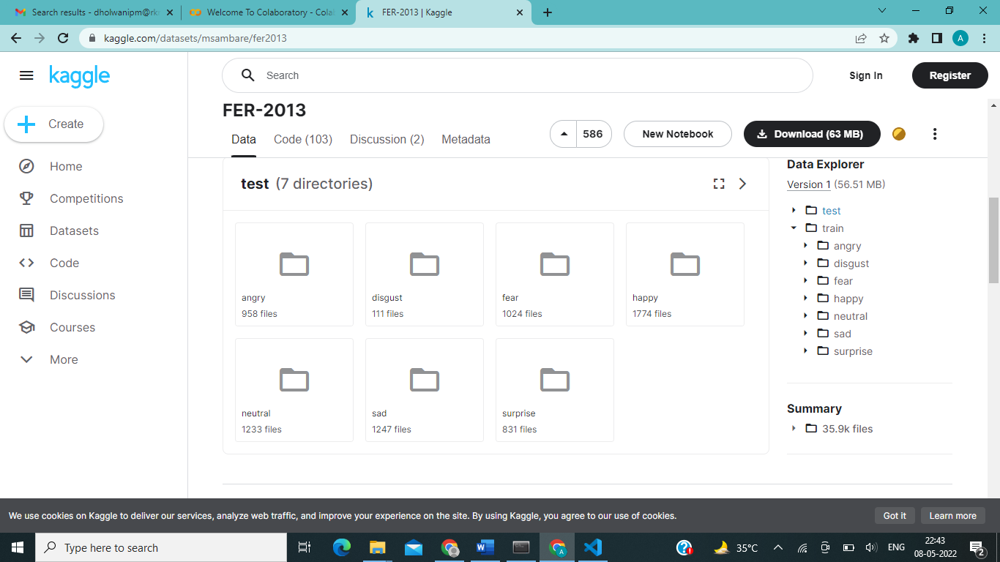 Search results - dholwanipm@rkn
Welcome To Colaboratory - Colab
FER-2013 | Kaggle
kaggle.com/datasets/msambare/fer2013
A
kaggle
Search
Sign In
Register
Create
Home
Competitions
Datasets
Code
Discussions
Courses
More
FER-2013
Data
Code (103)
Discussion (2)
Metadata
586
New Notebook
Download (63 MB)
test (7 directories)
angry
958 files
disgust
111 files
fear
1024 files
happy
1774 files
neutral
1233 files
sad
1247 files
surprise
831 files
Data Explorer
Version 1 (56.51 MB)
test
train
angry
disgust
fear
happy
neutral
sad
surprise
Summary
35.9k files
We use cookies on Kaggle to deliver our services, analyze web traffic, and improve your experience on the site. By using Kaggle, you agree to our use of cookies.
Got it
Learn more
Type here to search
35°C
ENG
22:43
08-05-2022
2